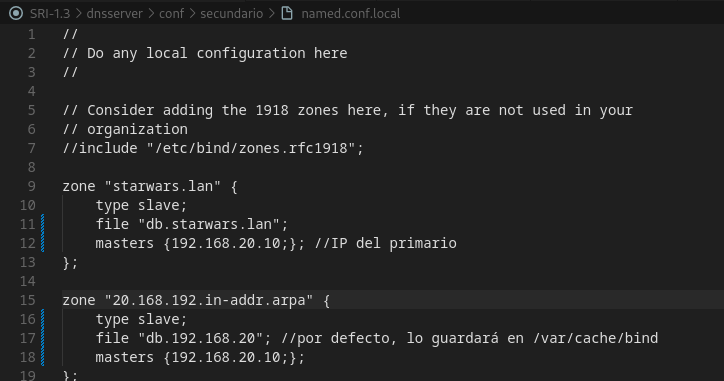 SRI-1.3 > dnsserver > conf > secundario > named.conf.local
1 //
2 // Do any local configuration here
3 //
4
5 // Consider adding the 1918 zones here, if they are not used in your
6 // organization
7 //include "/etc/bind/zones.rfc1918";
8
9 zone "starwars.lan" {
10     type slave;
11     file "db.starwars.lan";
12     masters {192.168.20.10;}; //IP del primario
13 };
14
15 zone "20.168.192.in-addr.arpa" {
16     type slave;
17     file "db.192.168.20"; //por defecto, lo guardará en /var/cache/bind
18     masters {192.168.20.10;};
19 };